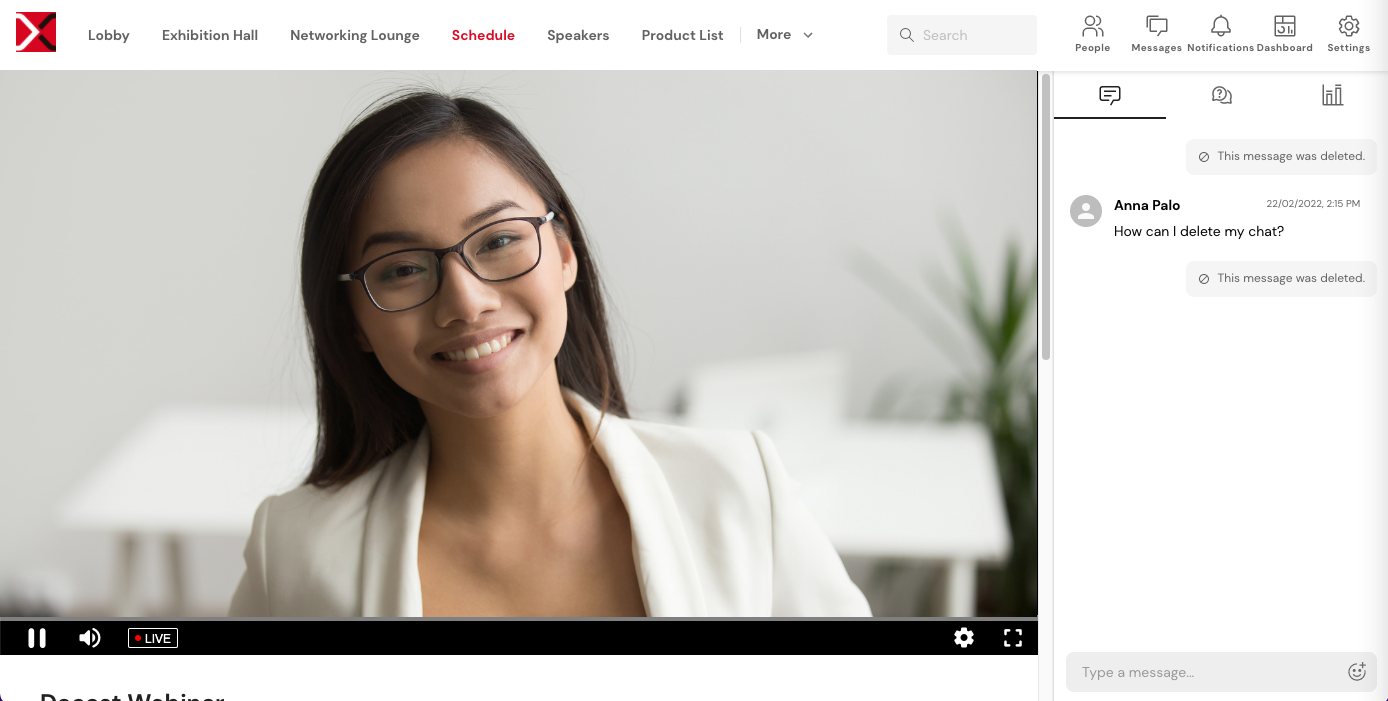 Lobby
Exhibition Hall
Networking Lounge
Schedule
Speakers
Product List
More
Search
People
Messages
Notifications
Dashboard
Settings
This message was deleted.
Anna Palo
22/02/2022, 2:15 PM
How can I delete my chat?
This message was deleted.
LIVE
Type a message...